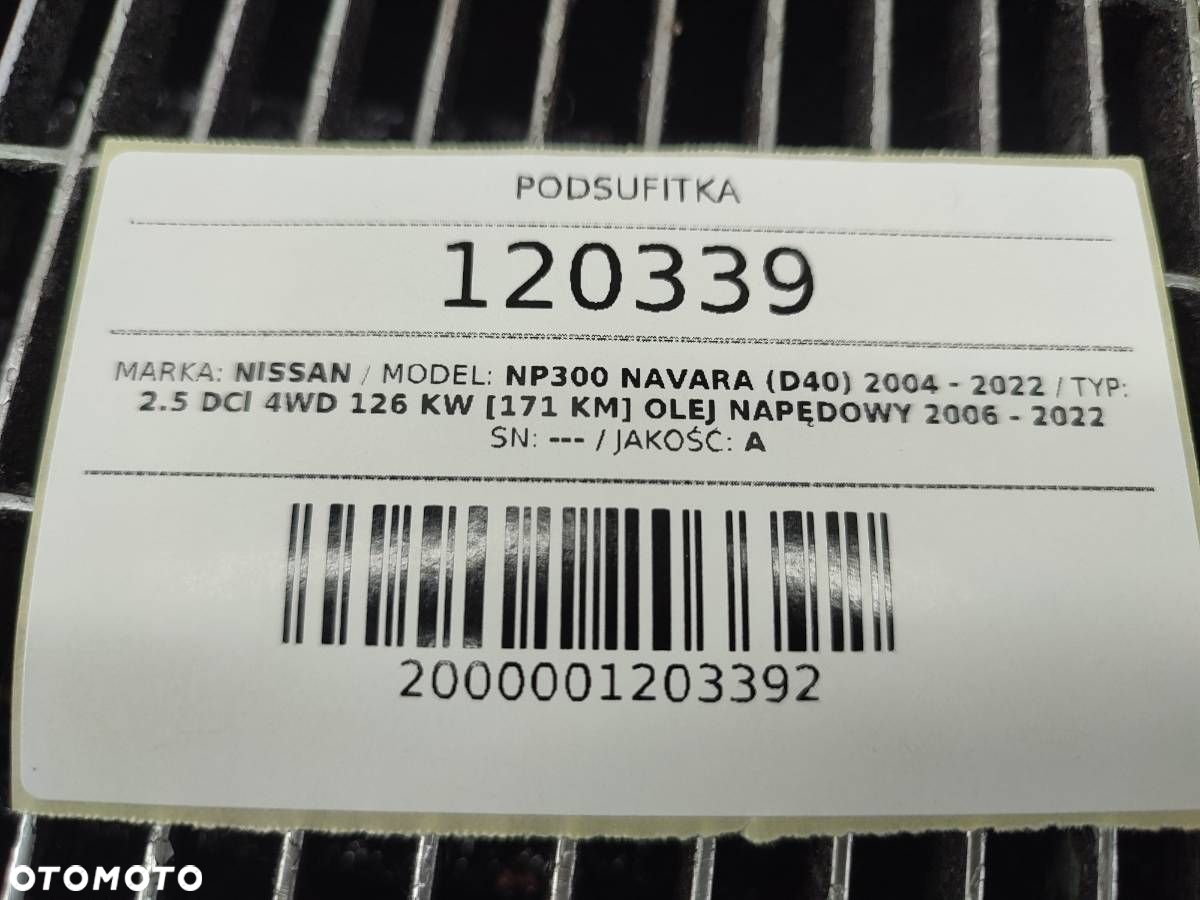 PODSUFITKA
120339
MARKA: NISSAN / MODEL: NP300 NAVARA (D40) 2004 - 2022 / TYP:
2.5 DCI 4WD 126 KW [171 KM] OLEJ NAPĘDOWY 2006 - 2022
SN: --- / JAKOŚĆ: A
2000001203392
OTOMOTO